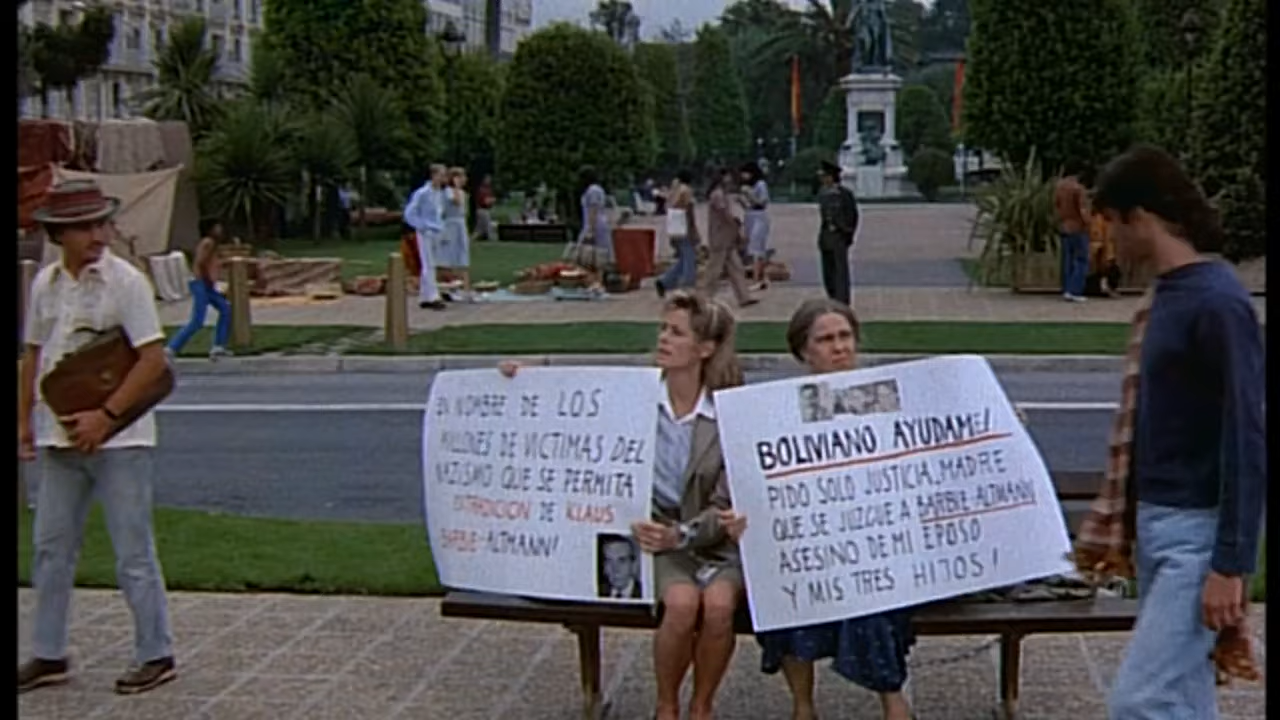 EN NOMBRE DE LOS
MILLONES DE VICTIMAS DEL
NAZISMO QUE SE PERMITA
EXTRADICION DE KLAUS
BARBIE-ALTMANN!
BOLIVIANO AYUDAME!
PIDO SOLO JUSTICIA, MADRE
QUE SE JUZGUE A BARBIE-ALTMANN
ASESINO DE MI EPOSO
Y MIS TRES HIJOS!